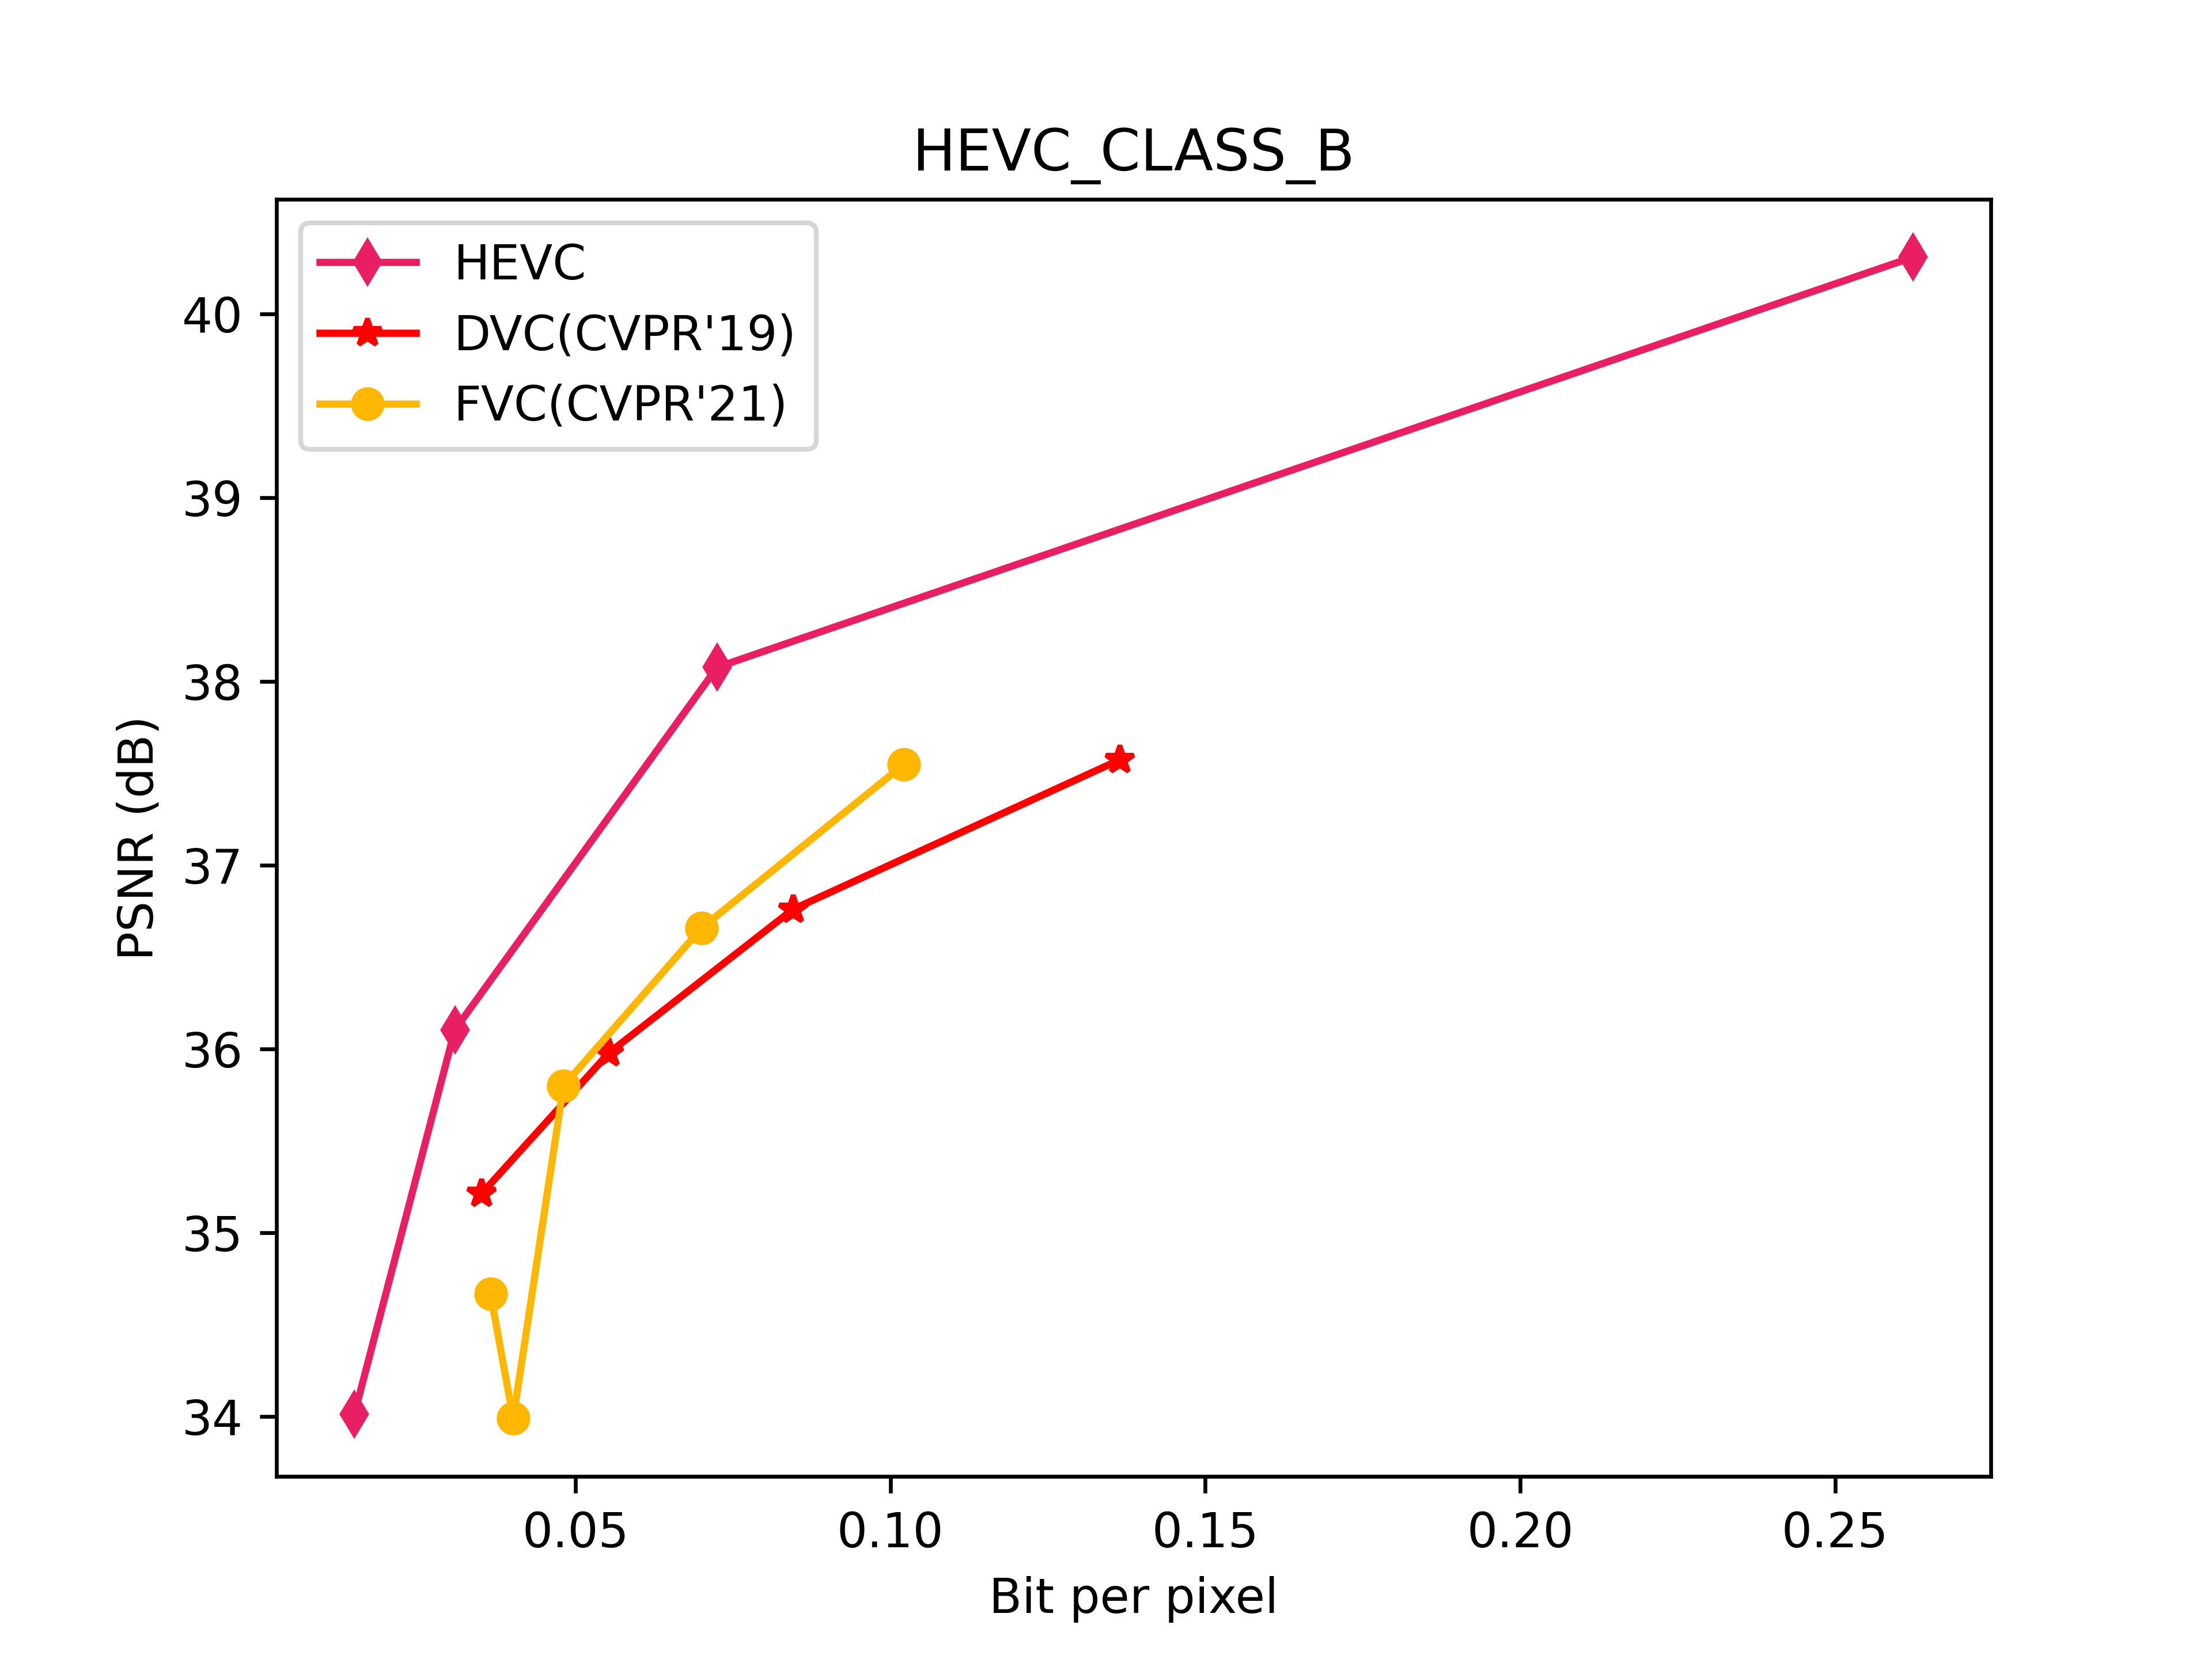 HEVC_CLASS_B
HEVC
DVC(CVPR'19)
FVC(CVPR'21)
40
39
38
37
36
35
34
PSNR (dB)
0.05 0.10 0.15 0.20 0.25
Bit per pixel